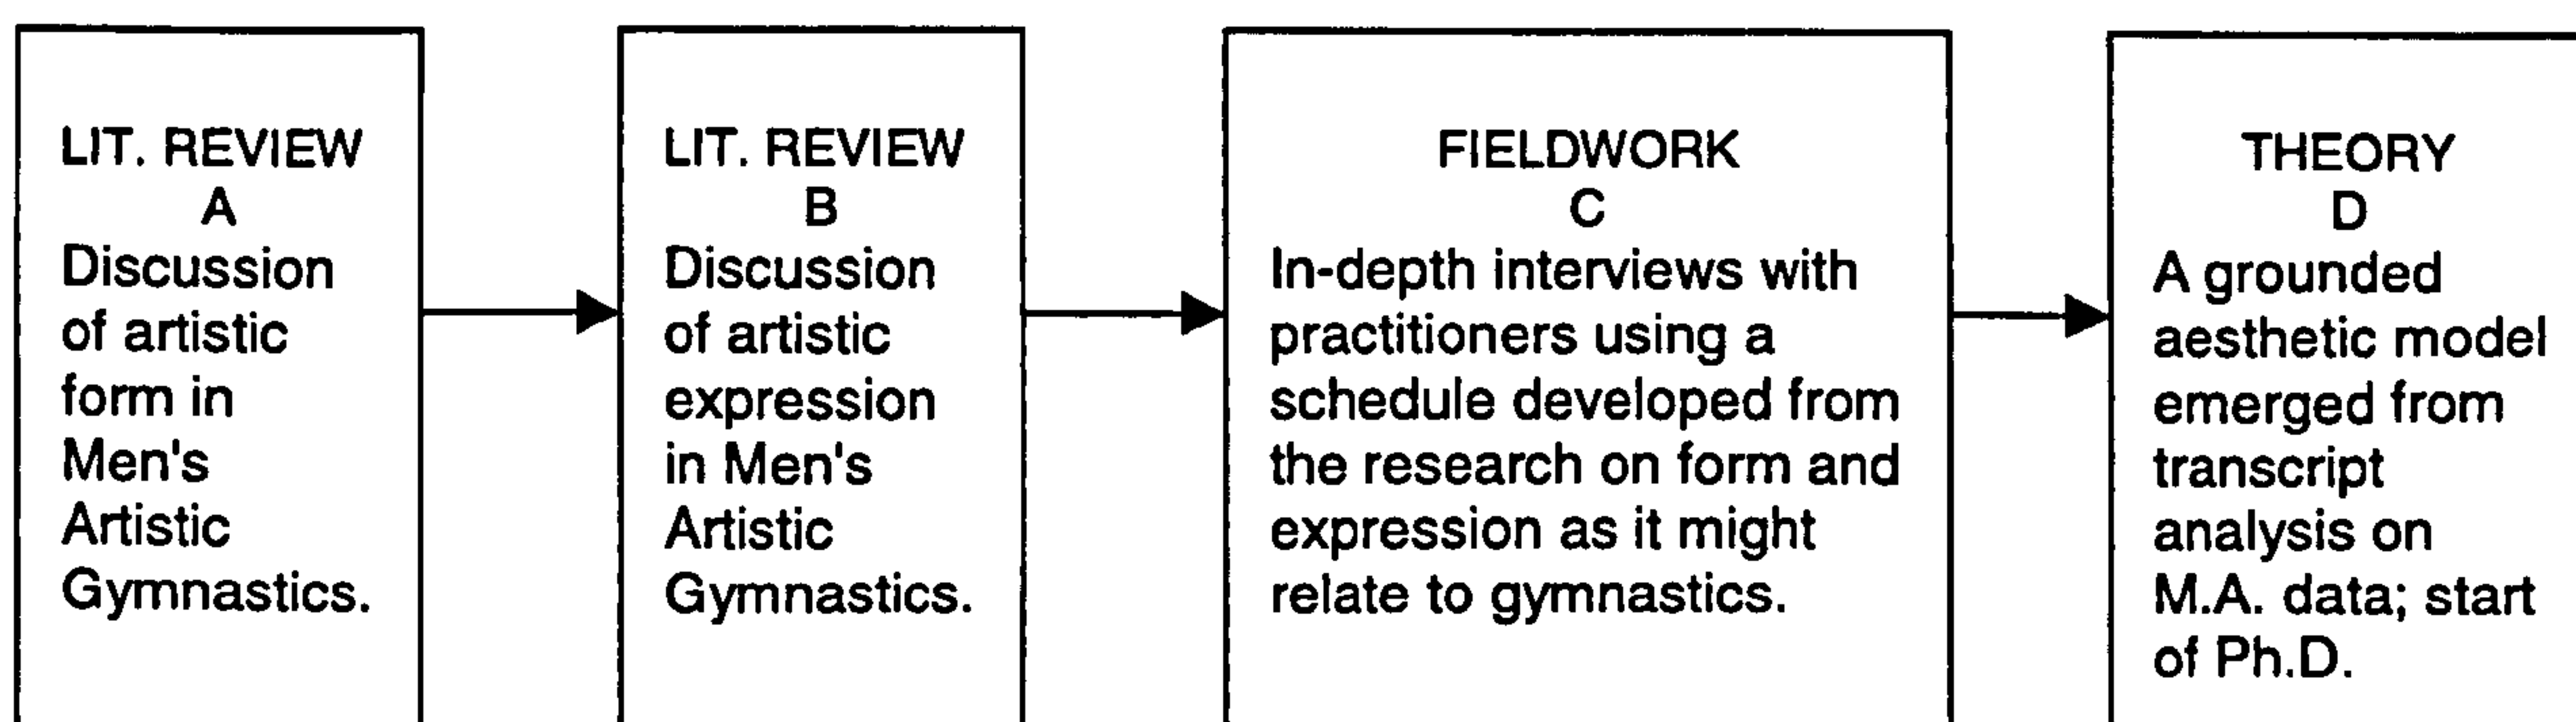 LIT. REVIEW
A
Discussion
of artistic
form in
Men's
Artistic
Gymnastics.
LIT. REVIEW
B
Discussion
of artistic
expression
in Men's
Artistic
Gymnastics.
FIELDWORK
C
In-depth interviews with
practitioners using a
schedule developed from
the research on form and
expression as it might
relate to gymnastics.
THEORY
D
A grounded
aesthetic model
emerged from
transcript
analysis on
M.A. data; start
of Ph.D.